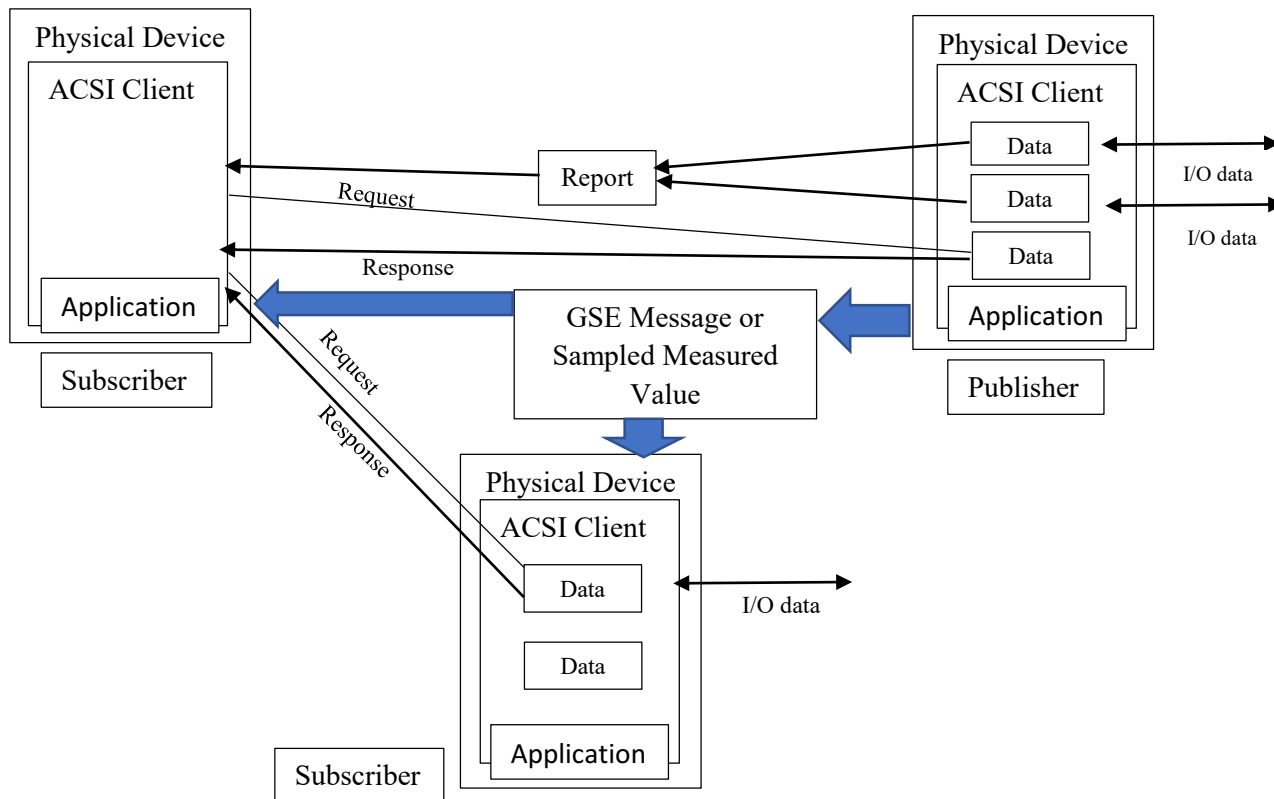 Physical Device
ACSI Client
Application
Subscriber
Report
Request
Response
GSE Message or
Sampled Measured
Value
Physical Device
ACSI Client
Data
Data
Data
Application
Publisher
I/O data
I/O data
Request
Response
Physical Device
ACSI Client
Data
Data
Application
I/O data
Subscriber